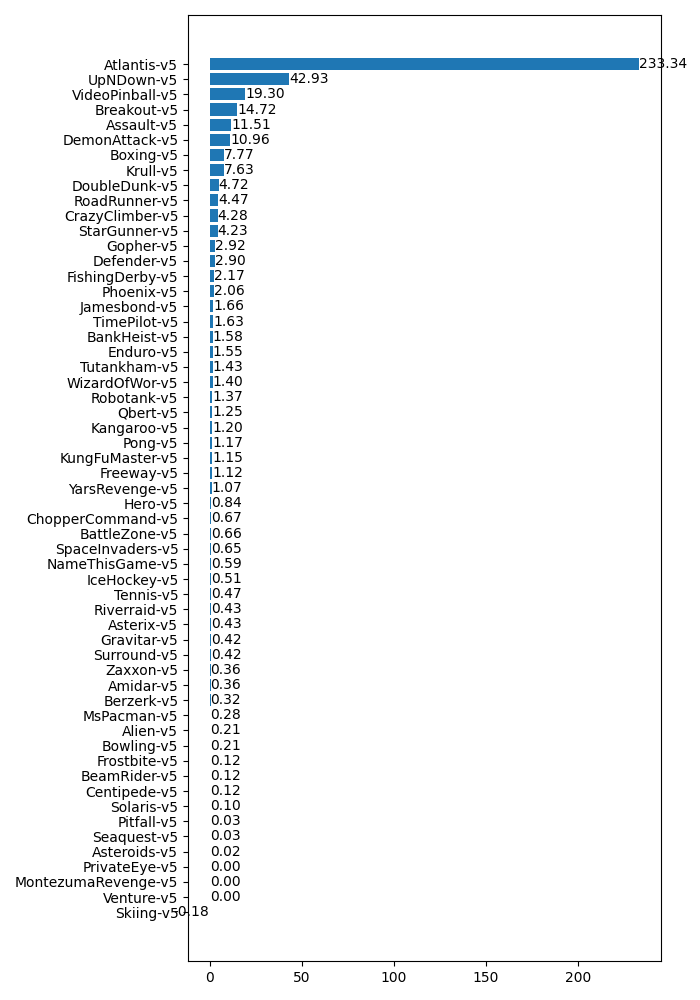 Atlantis-v5 233.34
UpNDown-v5 42.93
VideoPinball-v5 19.30
Breakout-v5 14.72
Assault-v5 11.51
DemonAttack-v5 10.96
Boxing-v5 7.77
Krull-v5 7.63
DoubleDunk-v5 4.72
RoadRunner-v5 4.47
CrazyClimber-v5 4.28
StarGunner-v5 4.23
Gopher-v5 2.92
Defender-v5 2.90
FishingDerby-v5 2.17
Phoenix-v5 2.06
Jamesbond-v5 1.66
TimePilot-v5 1.63
BankHeist-v5 1.58
Enduro-v5 1.55
Tutankham-v5 1.43
WizardOfWor-v5 1.40
Robotank-v5 1.37
Qbert-v5 1.25
Kangaroo-v5 1.20
Pong-v5 1.17
KungFuMaster-v5 1.15
Freeway-v5 1.12
YarsRevenge-v5 1.07
Hero-v5 0.84
ChopperCommand-v5 0.67
BattleZone-v5 0.66
SpaceInvaders-v5 0.65
NameThisGame-v5 0.59
IceHockey-v5 0.51
Tennis-v5 0.47
Riverraid-v5 0.43
Asterix-v5 0.43
Gravitar-v5 0.42
Surround-v5 0.42
Zaxxon-v5 0.36
Amidar-v5 0.36
Berzerk-v5 0.32
MsPacman-v5 0.28
Alien-v5 0.21
Bowling-v5 0.21
Frostbite-v5 0.12
BeamRider-v5 0.12
Centipede-v5 0.12
Solaris-v5 0.10
Pitfall-v5 0.03
Seaquest-v5 0.03
Asteroids-v5 0.02
PrivateEye-v5 0.00
MontezumaRevenge-v5 0.00
Venture-v5 0.00
Skiing-v5 -0.18
0 50 100 150 200